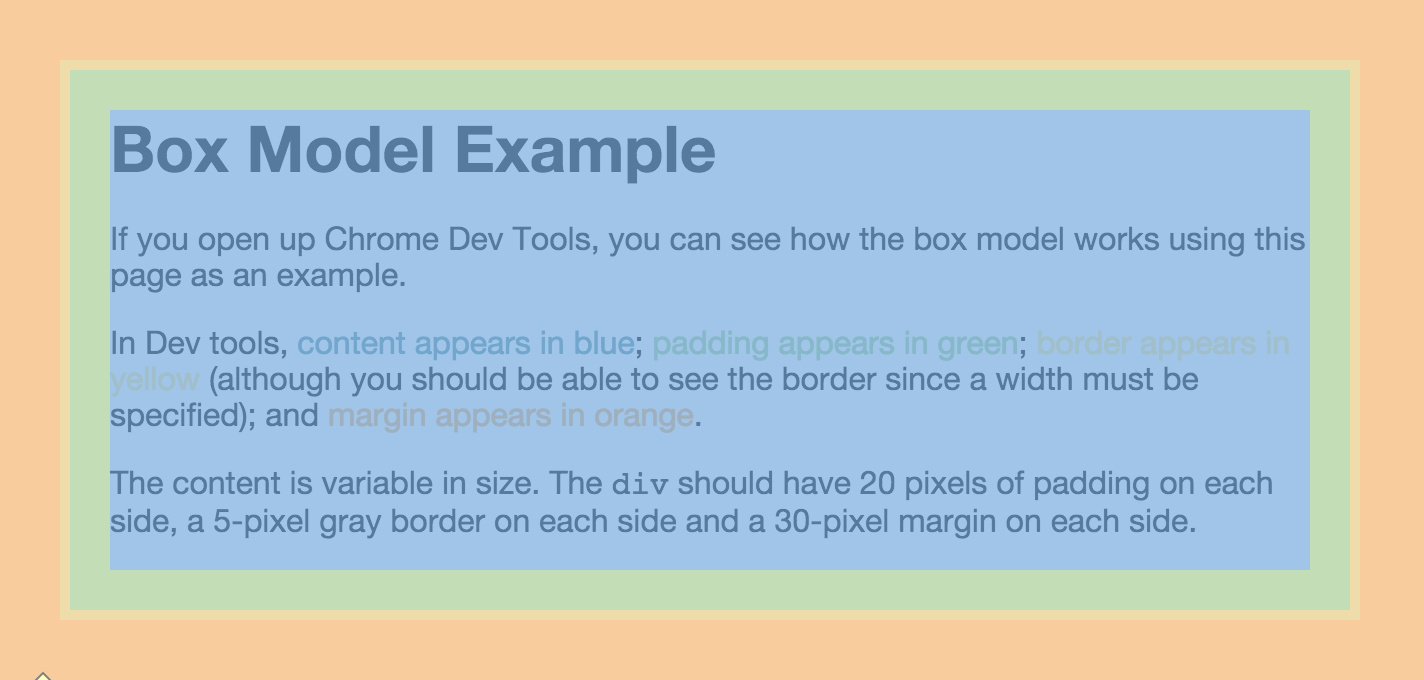 Box Model Example
If you open up Chrome Dev Tools, you can see how the box model works using this
page as an example.
In Dev tools, content appears in blue; padding appears in green; border appears in
yellow (although you should be able to see the border since a width must be
specified); and margin appears in orange.
The content is variable in size. The div should have 20 pixels of padding on each
side, a 5-pixel gray border on each side and a 30-pixel margin on each side.